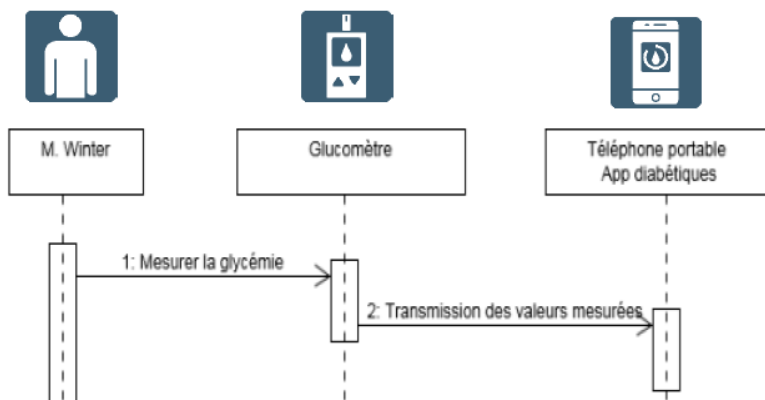 M. Winter
Glucomètre
Téléphone portable
App diabétiques
1: Mesurer la glycémie
2: Transmission des valeurs mesurées